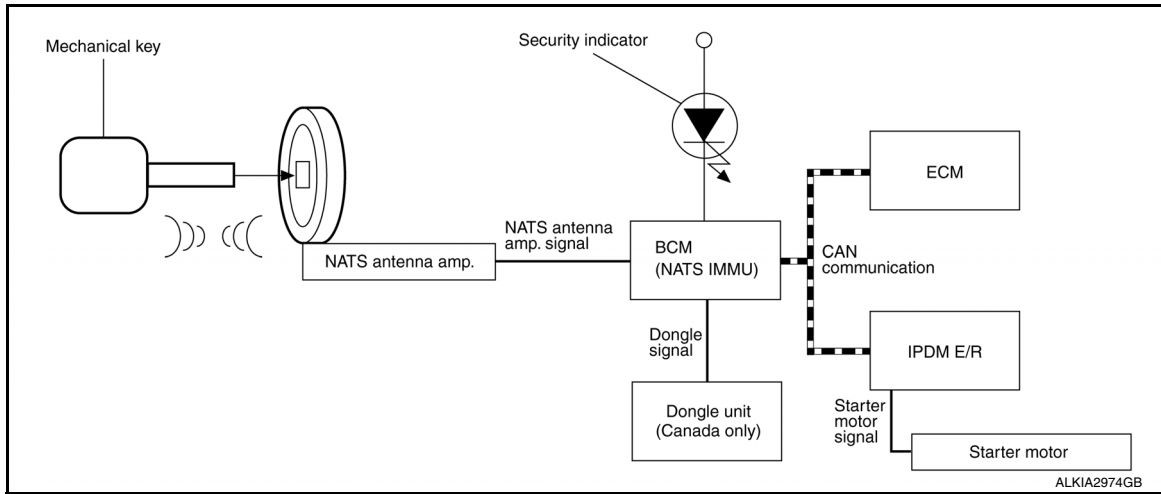 Mechanical key
Security indicator
NATS antenna amp.
NATS antenna
amp. signal
BCM
(NATS IMMU)
Dongle
signal
Dongle unit
(Canada only)
ECM
CAN
communication
IPDM E/R
Starter
motor
signal
Starter motor
ALKIA2974GB